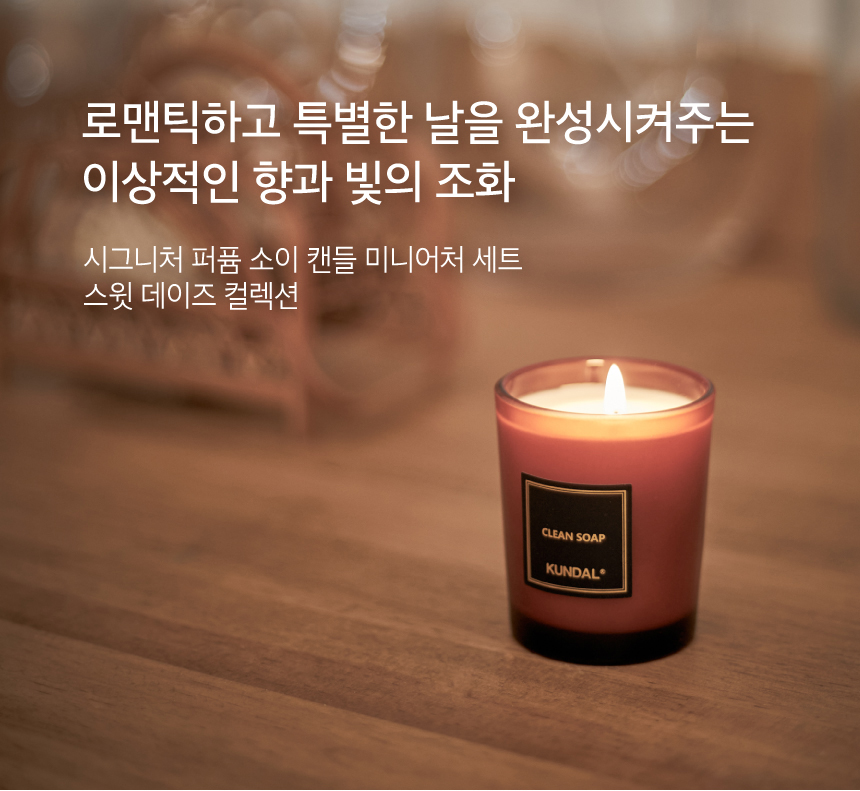 로맨틱하고 특별한 날을 완성시켜주는
이상적인 향과 빛의 조화
시그니처 퍼퓸 소이 캔들 미니어처 세트
스윗 데이즈 컬렉션
CLEAN SOAP
KUNDAL®